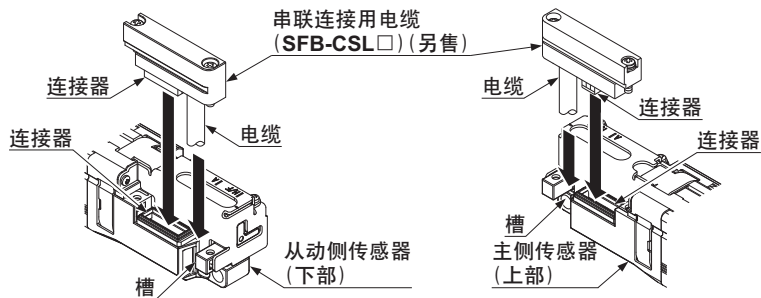 串联连接用电缆
(SFB-CSL□)(另售)
连接器
电缆
连接器
槽
从动侧传感器
(下部)
电缆
连接器
连接器
槽
主侧传感器
(上部)